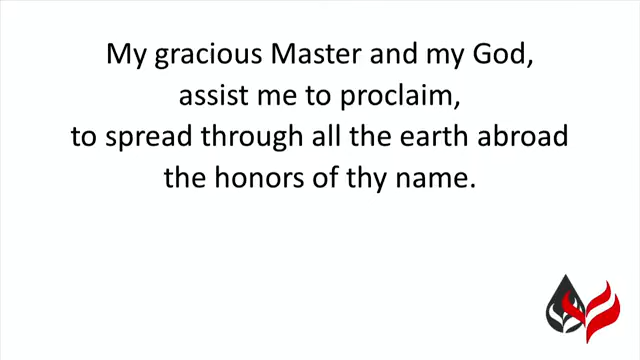 My gracious Master and my God,
assist me to proclaim,
to spread through all the earth abroad
the honors of thy name.